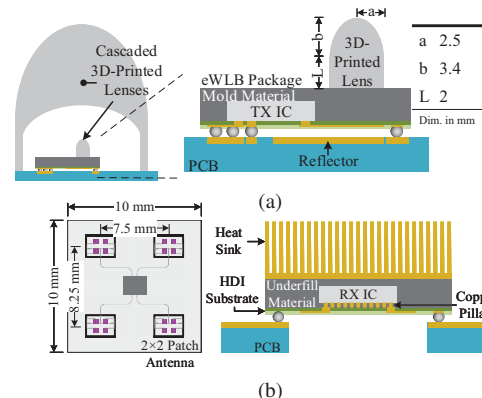 Cascaded
3D-Printed
Lenses
a
b
L
3D-
Printed
Lens
eWLB Package
Mold Material
TX IC
PCB
Reflector
a 2.5
b 3.4
L 2
Dim. in mm
(a)
10 mm
7.5 mm
10 mm
8.25 mm
2×2 Patch
Antenna
Heat
Sink
HDI
Substrate
Underfill
Material
RX IC
PCB
(b)